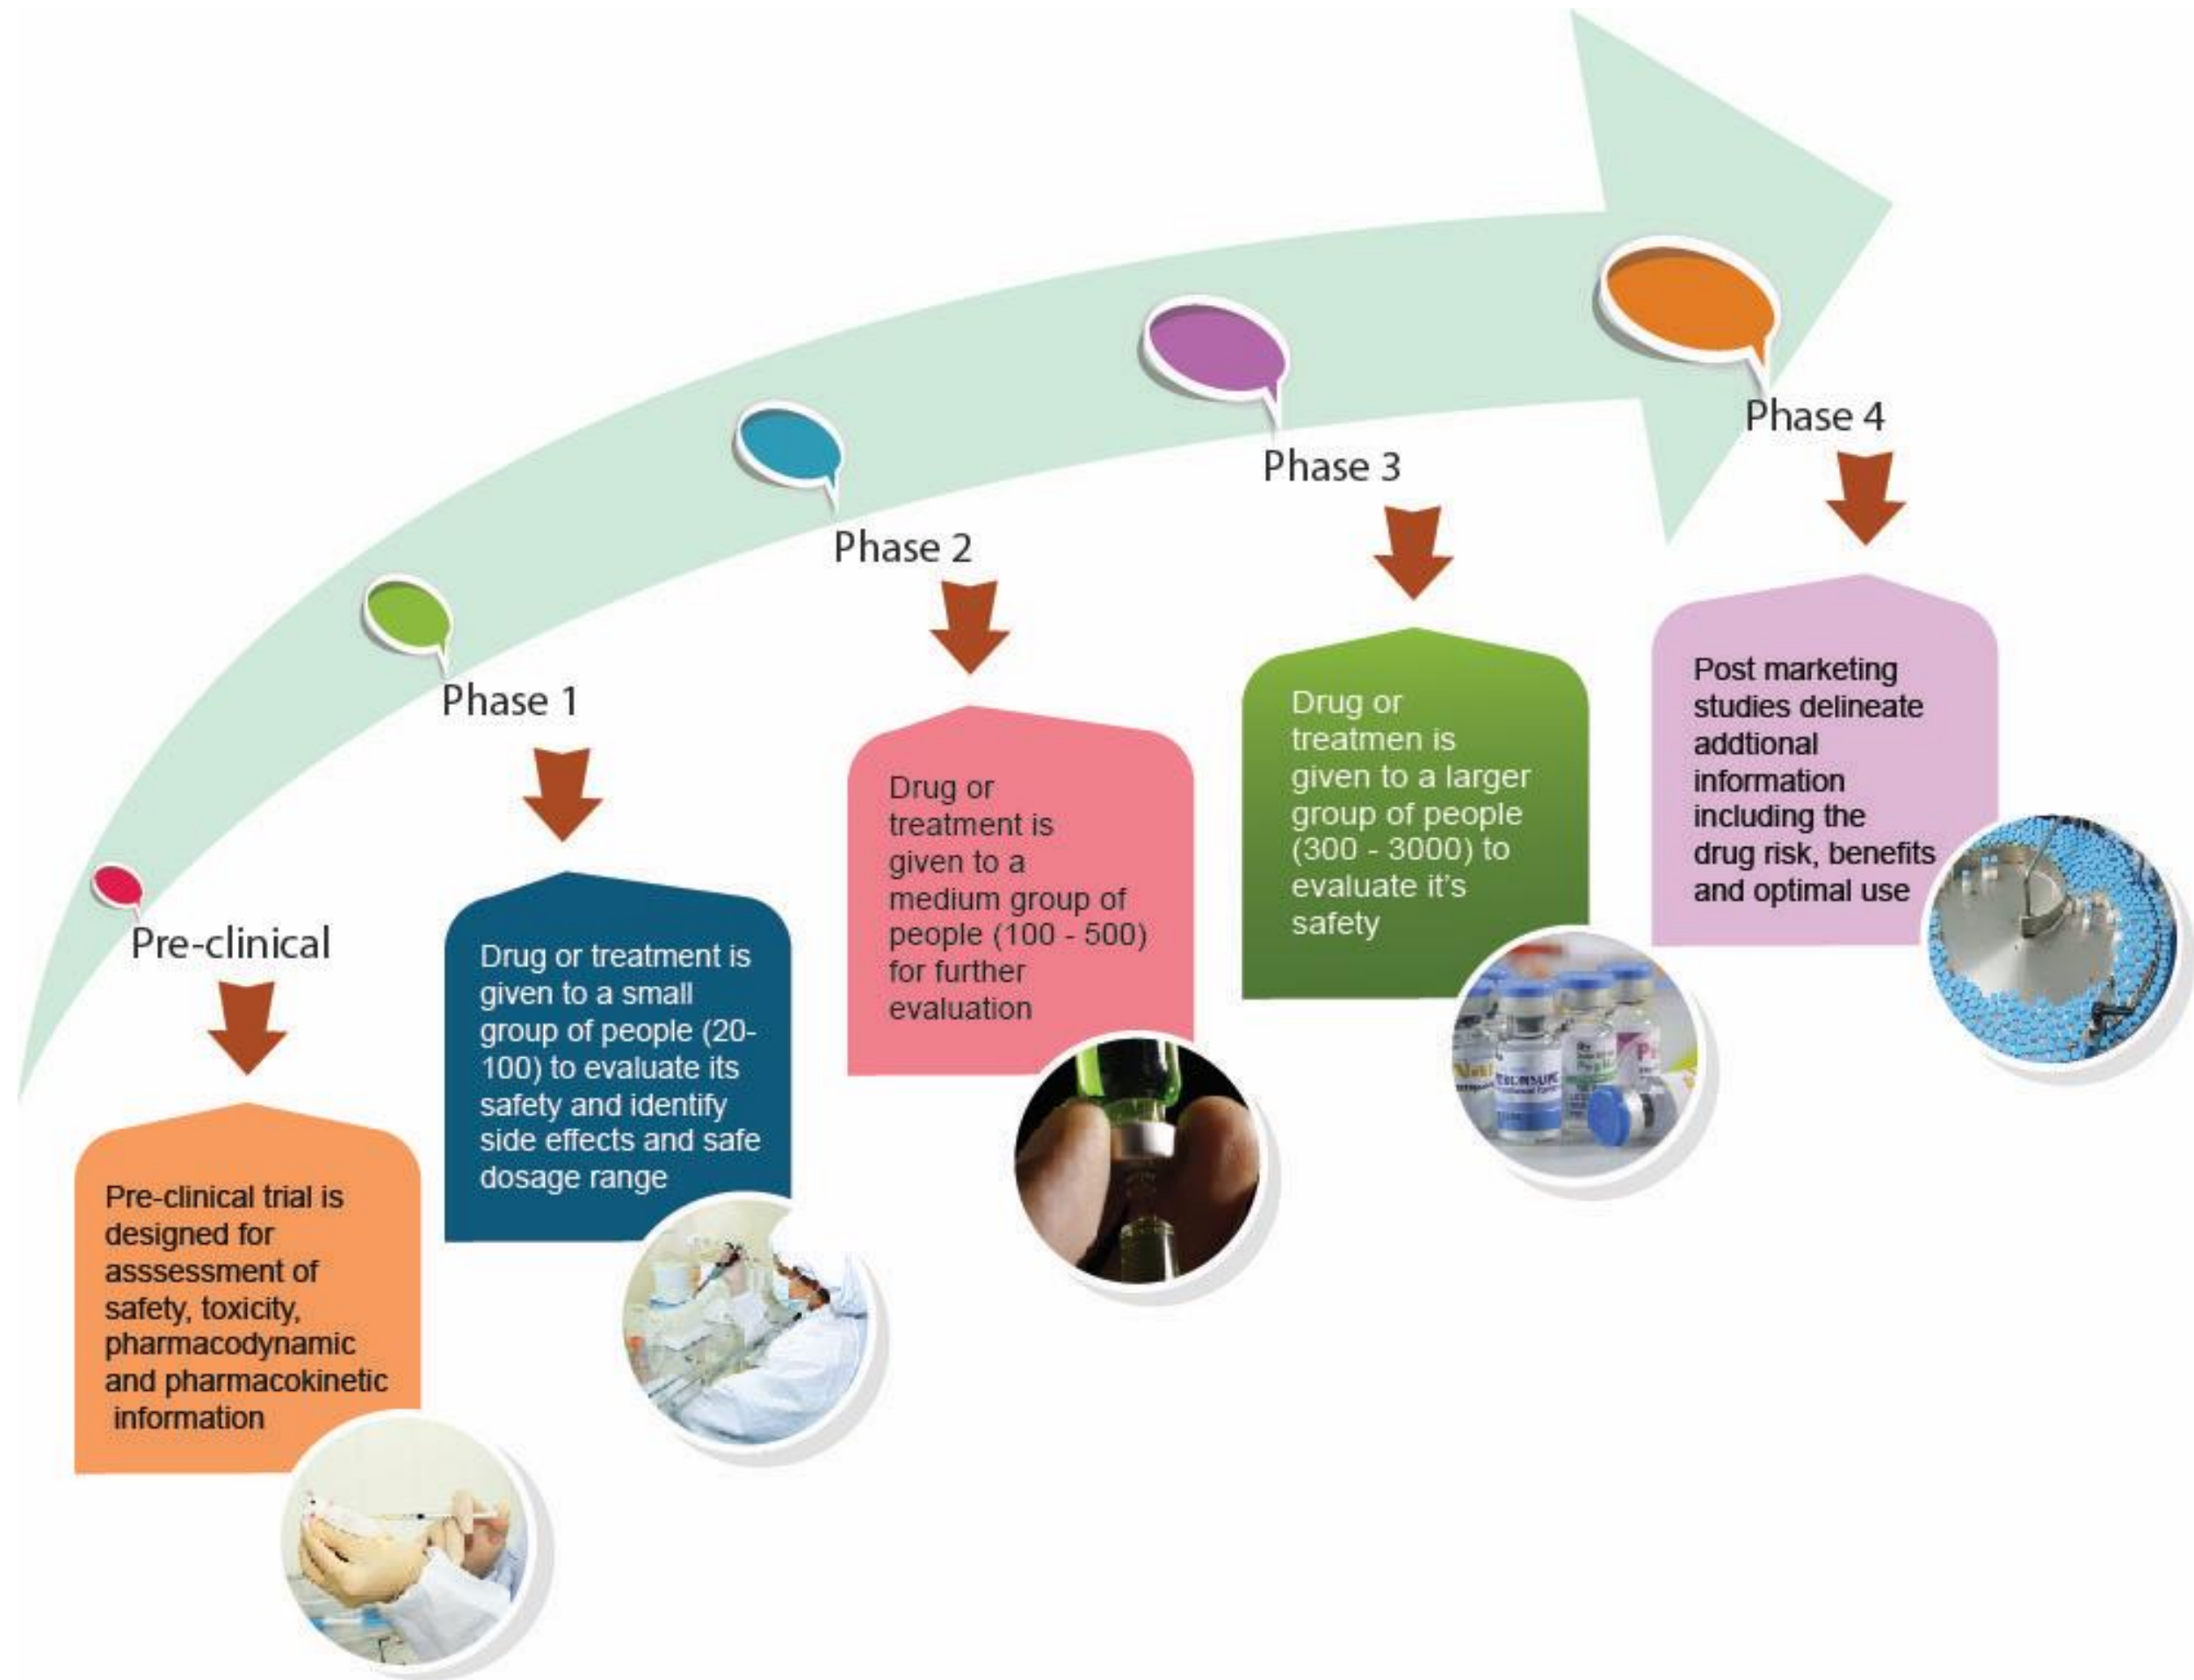 Pre-clinical
Pre-clinical trial is
designed for
asssessment of
safety, toxicity,
pharmacodynamic
and pharmacokinetic
information
Phase 1
Drug or treatment is
given to a small
group of people (20-
100) to evaluate its
safety and identify
side effects and safe
dosage range
Phase 2
Drug or
treatment is
given to a
medium group of
people (100 - 500)
for further
evaluation
Phase 3
Drug or
treatmen is
given to a larger
group of people
(300 - 3000) to
evaluate it's
safety
Phase 4
Post marketing
studies delineate
addtional
information
including the
drug risk, benefits
and optimal use